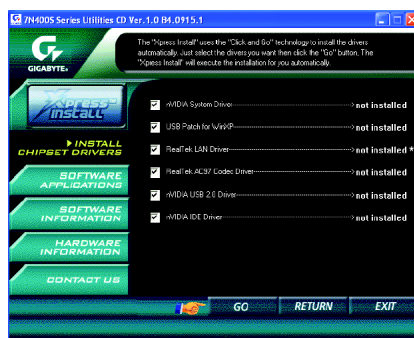 7N400S Series Utilities CD Ver.1.0 B4.0915.1
GIGABYTE™
The "Xpress Install" uses the "Click and Go" technology to install the drivers
automatically. Just select the drivers you want then click the "GO" button. The
"Xpress Install" will execute the installation for you automatically.
Xpress
Install
INSTALL
CHIPSET DRIVERS
SOFTWARE
APPLICATIONS
SOFTWARE
INFORMATION
HARDWARE
INFORMATION
CONTACT US
nVIDIA System Driver not installed
USB Patch for WinXP not installed
RealTek LAN Driver not installed *
RealTek AC97 Codec Driver not installed
nVIDIA USB 2.0 Driver not installed
nVIDIA IDE Driver not installed
GO RETURN EXIT